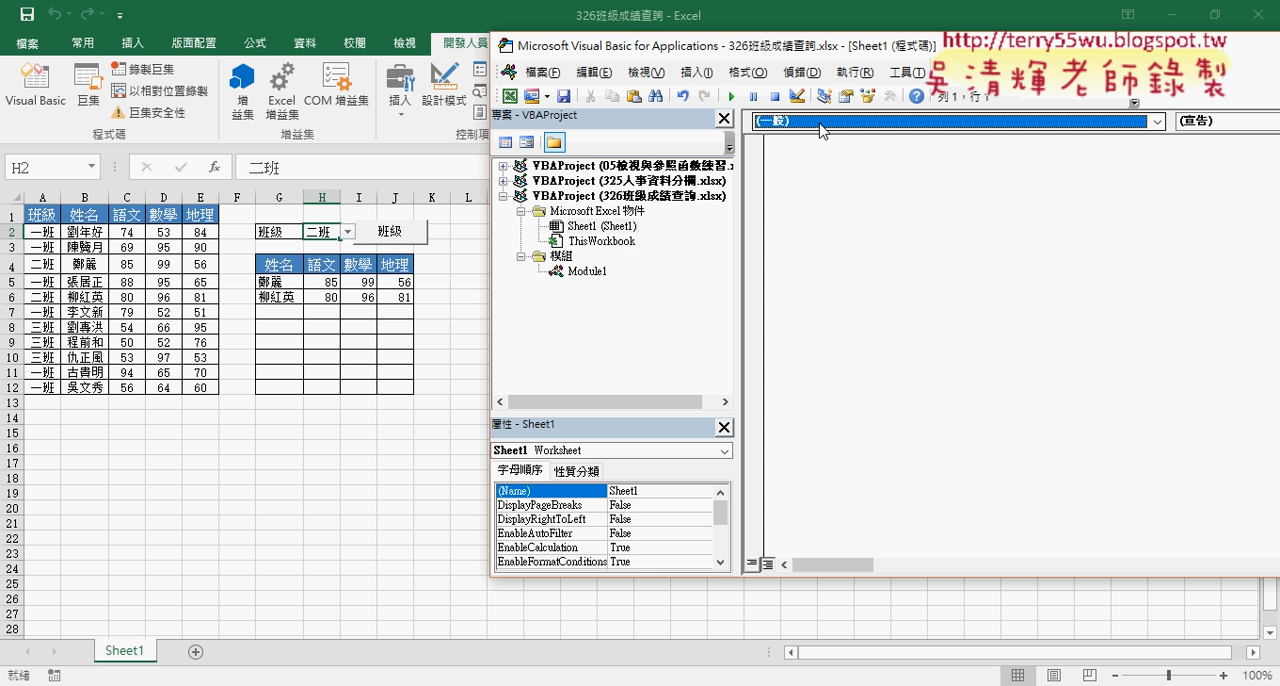 326班級成績查詢 - Excel
檔案 常用 插入 版面配置 公式 資料 校閱 檢視 開發人員
Visual Basic 巨集 錄製巨集 以相對位置錄製 巨集安全性 程式碼
增益集 Excel 增益集 COM 增益集 增益集
插入 設計模式 控制項
H2 fx 二班
A B C D E F G H I J K L
1 班級 姓名 語文 數學 地理
2 一班 劉年好 74 53 84 班級 二班 班級
3 一班 陳驕月 69 95 90
4 二班 鄭麗 85 99 56 姓名 語文 數學 地理
5 一班 張居正 88 95 65 鄭麗 85 99 56
6 二班 柳紅英 80 96 81 柳紅英 80 96 81
7 一班 李文新 79 52 51
8 三班 劉專洪 54 66 95
9 三班 程前和 50 52 76
10 三班 仇正風 53 97 53
11 一班 古貴明 94 65 70
12 一班 吳文秀 56 64 60
13
14
15
16
17
18
19
20
21
22
23
24
25
26
27
28
Sheet1
就緒
100%
Microsoft Visual Basic for Applications - 326班級成績查詢.xlsx - [Sheet1 (程式碼)]
http://terry55wu.blogspot.tw
吳清輝老師錄製
檔案(F) 編輯(E) 檢視(V) 插入(I) 格式(O) 偵錯(D) 執行(R) 工具(T)
列 1，行 1
專案 - VBAProject
(一般) (宣告)
VBAProject (05檢視與參照函數練習.x
VBAProject (325人事資料分欄.xlsx)
VBAProject (326班級成績查詢.xlsx)
Microsoft Excel 物件
Sheet1 (Sheet1)
ThisWorkbook
模組
Module1
屬性 - Sheet1
Sheet1 Worksheet
字母順序 性質分類
(Name) Sheet1
DisplayPageBreaks False
DisplayRightToLeft False
EnableAutoFilter False
EnableCalculation True
EnableFormatConditions True